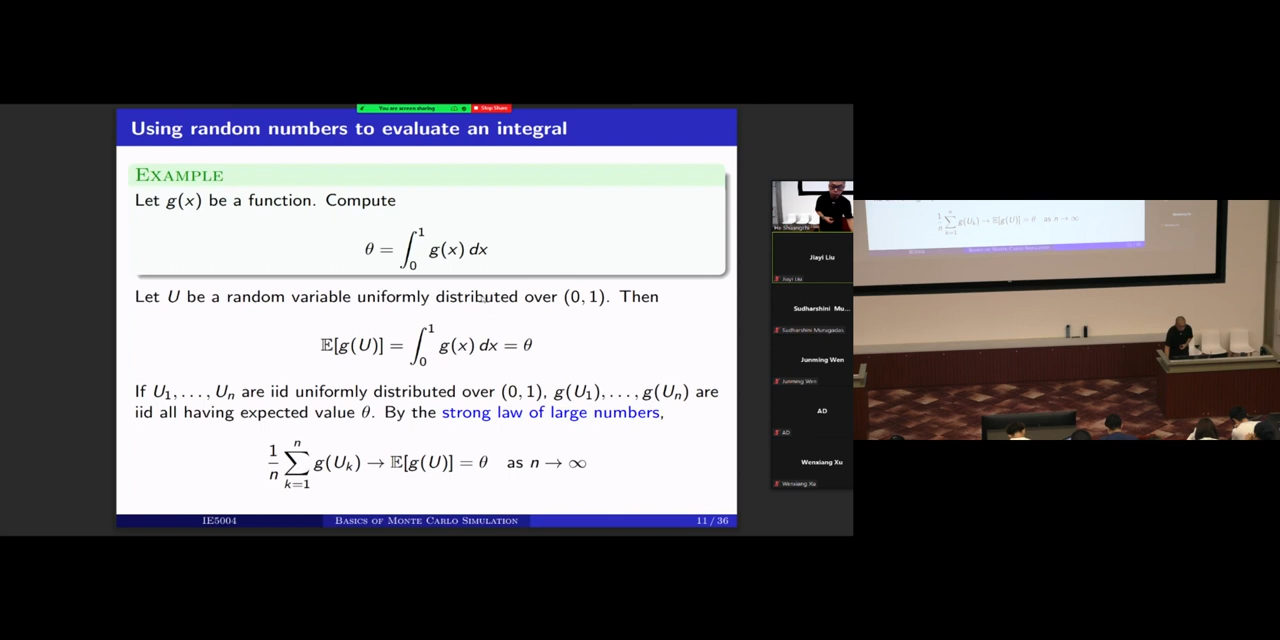 You are screen sharing
Stop Share
Using random numbers to evaluate an integral
EXAMPLE
Let g(x) be a function. Compute
θ = ∫₀¹ g(x) dx
Let U be a random variable uniformly distributed over (0, 1). Then
𝔼[g(U)] = ∫₀¹ g(x) dx = θ
If U₁, . . . , Uₙ are iid uniformly distributed over (0, 1), g(U₁), . . . , g(Uₙ) are
iid all having expected value θ. By the strong law of large numbers,
1/n ∑ₖ₌₁ⁿ g(Uₖ) → 𝔼[g(U)] = θ as n → ∞
IE5004
BASICS OF MONTE CARLO SIMULATION
11 / 36
Jiayi Liu
Jiayi Liu
Sudharshini Mu...
Sudharshini Murugadas
Junming Wen
Junming Wen
AD
AD
Wenxiang Xu
Wenxiang Xu
1/n ∑ₖ₌₁ⁿ g(Uₖ) → 𝔼[g(U)] = θ as n → ∞